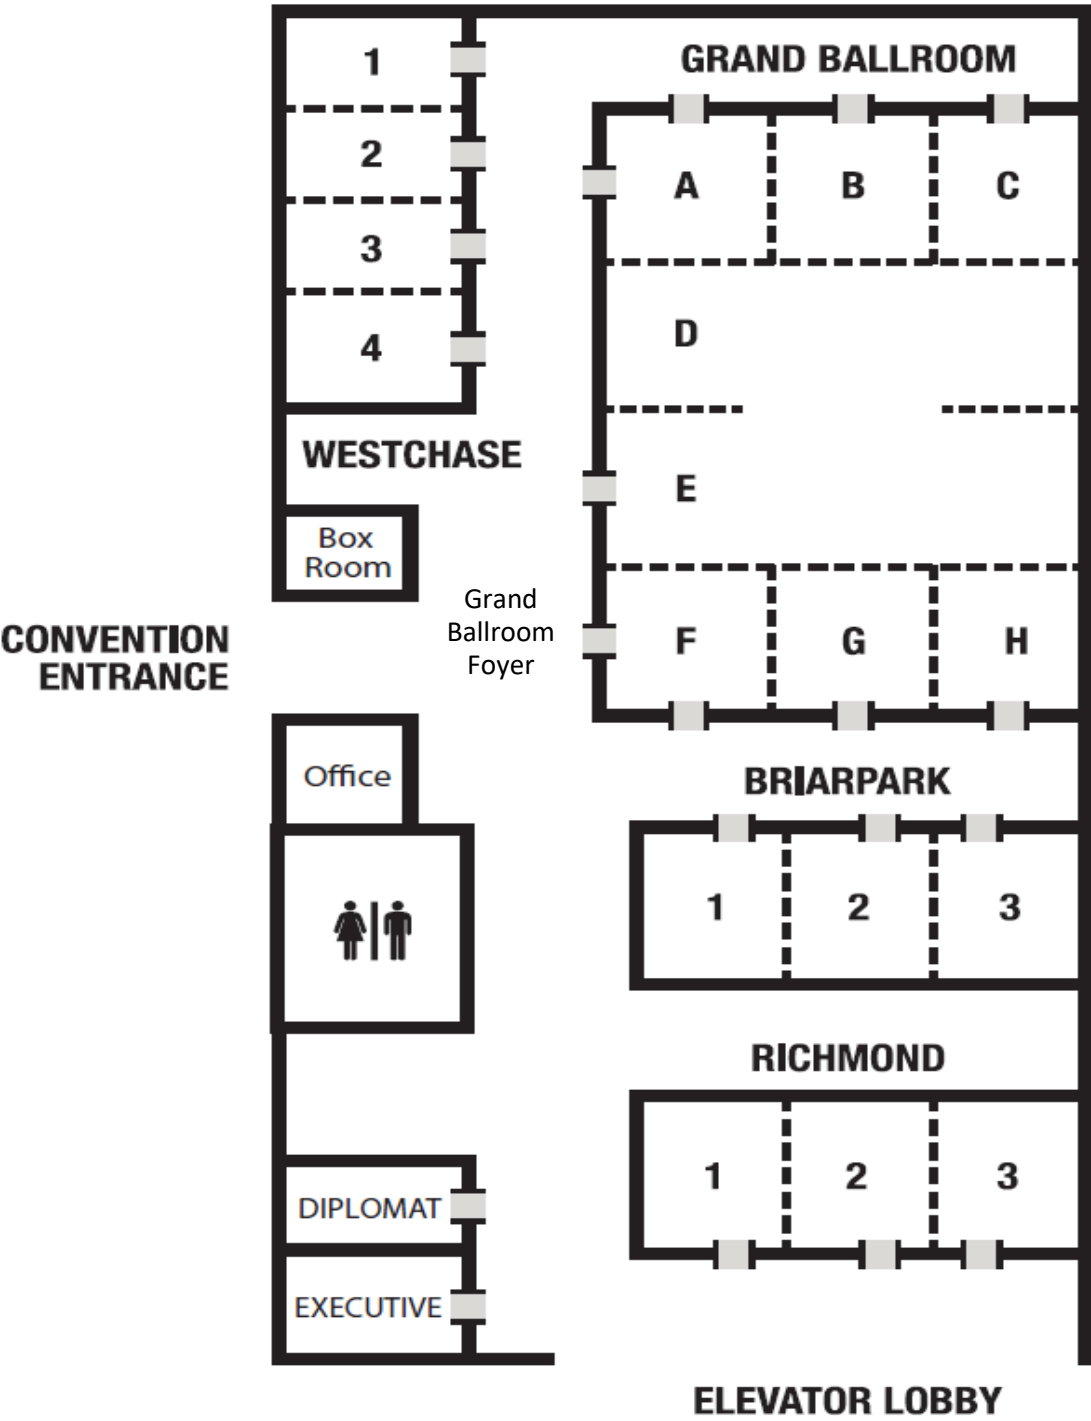 1
GRAND BALLROOM
2
A B C
3
D
4
WESTCHASE
E
Box
Room
Grand
Ballroom
Foyer
CONVENTION
ENTRANCE
F G H
Office
BRIARPARK
1 2 3
RICHMOND
1 2 3
DIPLOMAT
EXECUTIVE
ELEVATOR LOBBY